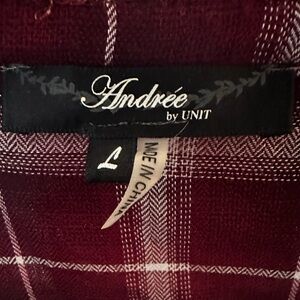 Andrée
by UNIT
L
MADE IN CHINA